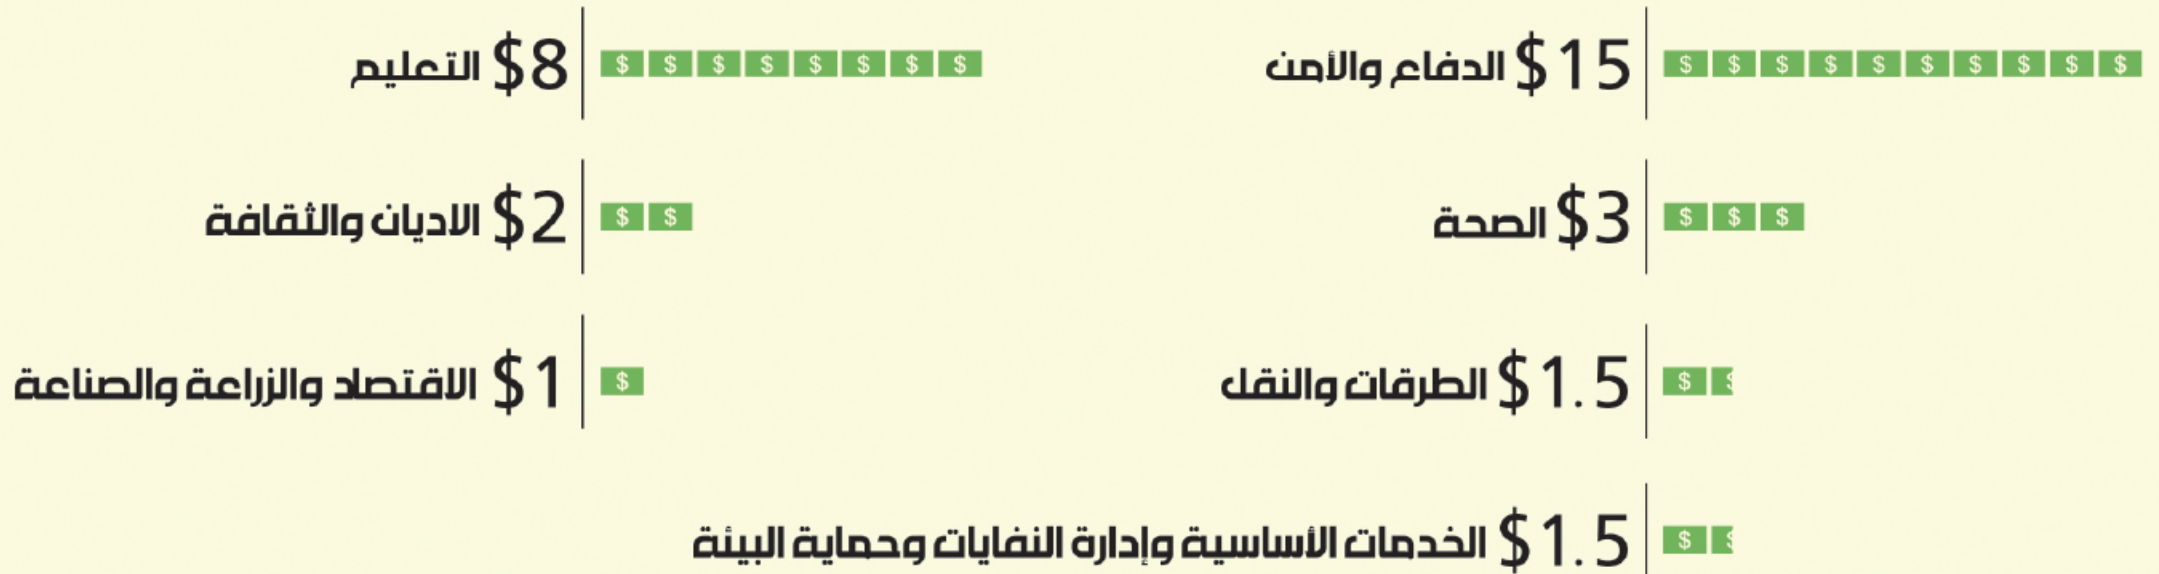 $15 الدفاع والأمن
$8 التعليم
$3 الصحة
$2 الاديان والثقافة
$1.5 الطرقات والنقل
$1 الاقتصاد والزراعة والصناعة
$1.5 الخدمات الأساسية وإدارة النفايات وحماية البيئة